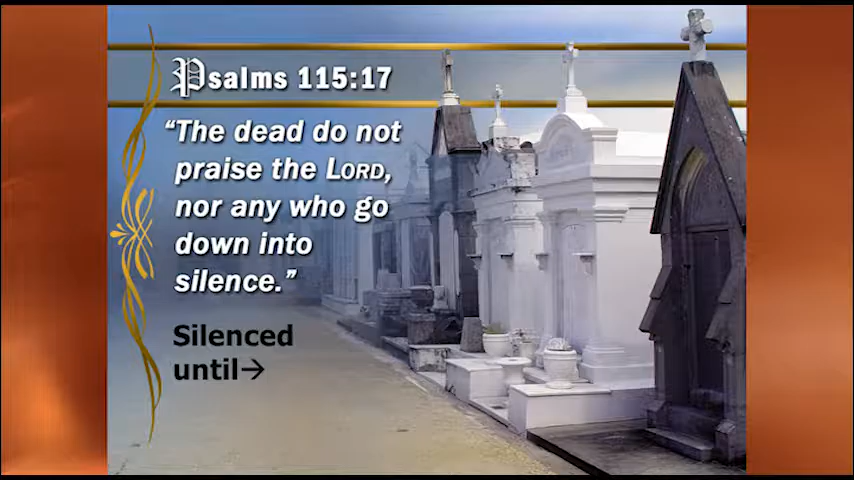 Psalms 115:17
“The dead do not
praise the LORD,
nor any who go
down into
silence.”
Silenced
until→